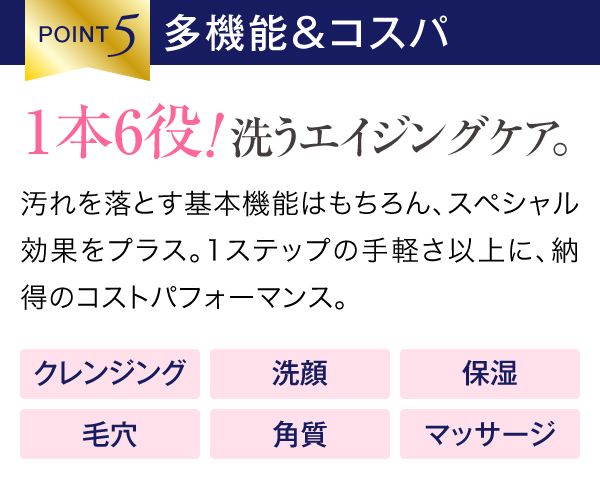 POINT5 多機能&コスパ
1本6役!洗うエイジングケア。
汚れを落とす基本機能はもちろん、スペシャル
効果をプラス。1ステップの手軽さ以上に、納
得のコストパフォーマンス。
クレンジング 洗顔 保湿
毛穴 角質 マッサージ